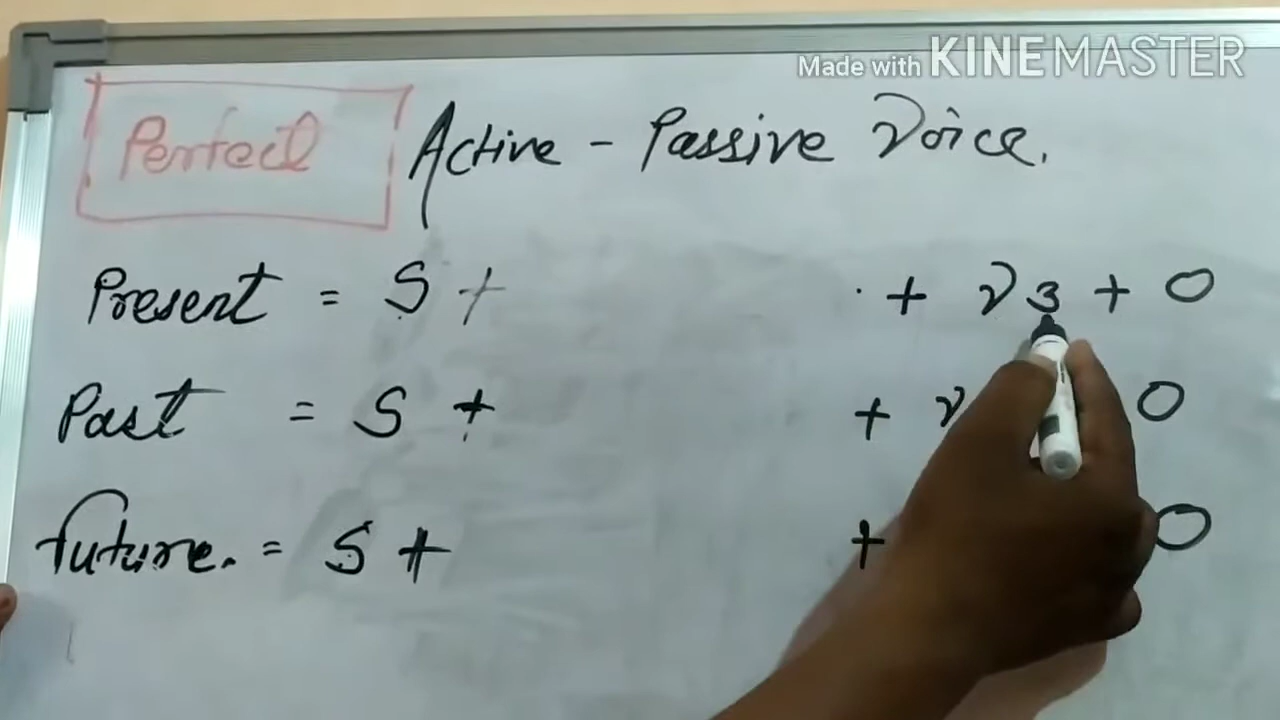 Made with KINEMASTER
Perfect Active - Passive Voice.
Present = S + + V3 + O
Past = S + + V O
future. = S + + O